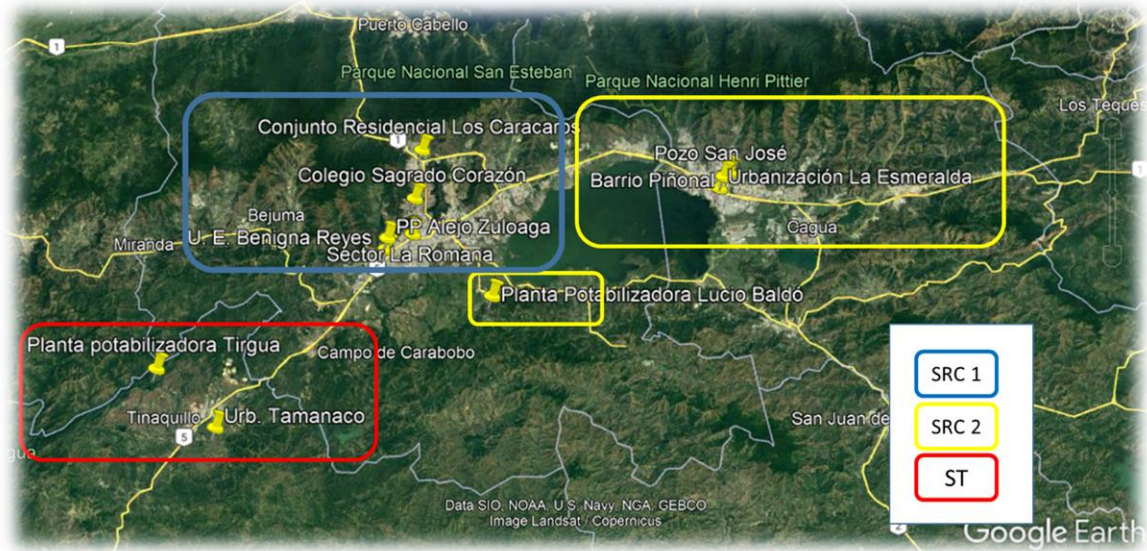 Puerto Cabello
1
Parque Nacional San Esteban
Parque Nacional Henri Pittier
Los Teques
Conjunto Residencial Los Caracaros
1
Pozo San José
1
Colegio Sagrado Corazón
Barrio Piñonal
Urbanización La Esmeralda
Bejuma
PP Alejo Zuloaga
Cagua
Miranda
U. E. Benigna Reyes
Sector La Romana
Planta Potabilizadora Lucio Baldó
Planta potabilizadora Tirgua
Campo de Carabobo
SRC 1
Tinaquillo
Urb. Tamanaco
San Juan de
SRC 2
5
ST
Data SIO, NOAA, U.S. Navy, NGA, GEBCO
Image Landsat / Copernicus
2
Google Earth